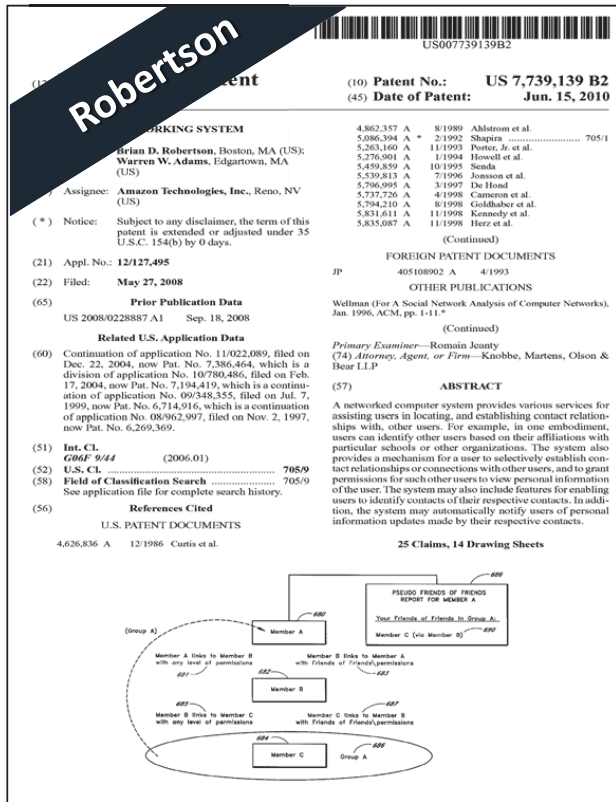 Robertson
US007739139B2
(10) Patent No.: US 7,739,139 B2
(45) Date of Patent: Jun. 15, 2010
SYSTEM
Brian D. Robertson, Boston, MA (US);
Warren W. Adams, Edgartown, MA
(US)
Assignee: Amazon Technologies, Inc., Reno, NV
(US)
( * ) Notice: Subject to any disclaimer, the term of this
patent is extended or adjusted under 35
U.S.C. 154(b) by 0 days.
(21) Appl. No.: 12/127,495
(22) Filed: May 27, 2008
(65) Prior Publication Data
US 2008/0228887 A1 Sep. 18, 2008
Related U.S. Application Data
(60) Continuation of application No. 11/022,089, filed on
Dec. 22, 2004, now Pat. No. 7,386,464, which is a
division of application No. 10/780,486, filed on Feb.
17, 2004, now Pat. No. 7,194,419, which is a continu-
ation of application No. 09/348,355, filed on Jul. 7,
1999, now Pat. No. 6,714,916, which is a continuation
of application No. 08/962,997, filed on Nov. 2, 1997,
now Pat. No. 6,269,369.
(51) Int. Cl.
G06F 9/44 (2006.01)
(52) U.S. Cl. ........................................................ 705/9
(58) Field of Classification Search .................... 705/9
See application file for complete search history.
(56) References Cited
U.S. PATENT DOCUMENTS
4,626,836 A 12/1986 Curtis et al.
4,862,357 A 8/1989 Ahlstrom et al.
5,086,394 A * 2/1992 Shapira ........................ 705/1
5,263,160 A 11/1993 Porter, Jr. et al.
5,276,901 A 1/1994 Howell et al.
5,459,859 A 10/1995 Senda
5,539,813 A 7/1996 Jonsson et al.
5,796,995 A 3/1997 De Hond
5,737,726 A 4/1998 Cameron et al.
5,794,210 A 8/1998 Goldhaber et al.
5,831,611 A 11/1998 Kennedy et al.
5,835,087 A 11/1998 Herz et al.
(Continued)
FOREIGN PATENT DOCUMENTS
JP 405108902 A 4/1993
OTHER PUBLICATIONS
Wellman (For A Social Network Analysis of Computer Networks),
Jan. 1996, ACM, pp. 1-11.*
(Continued)
Primary Examiner—Romain Jeanty
(74) Attorney, Agent, or Firm—Knobbe, Martens, Olson &
Bear LLP
(57) ABSTRACT
A networked computer system provides various services for
assisting users in locating, and establishing contact relation-
ships with, other users. For example, in one embodiment,
users can identify other users based on their affiliations with
particular schools or other organizations. The system also
provides a mechanism for a user to selectively establish con-
tact relationships or connections with other users, and to grant
permissions for such other users to view personal information
of the user. The system may also include features for enabling
users to identify contacts of their respective contacts. In addi-
tion, the system may automatically notify users of personal
information updates made by their respective contacts.
25 Claims, 14 Drawing Sheets
688
PSEUDO FRIENDS OF FRIENDS
REPORT FOR MEMBER A
Your Friends of Friends in Group A:
Member C (via Member B) 690
680
(Group A)
Member A
Member A links to Member B
with any level of permissions
681
Member B links to Member A
with Friends of Friends\permissions
683
682
Member B
685
Member B links to Member C
with any level of permissions
687
Member C links to Member B
with Friends of Friends\permissions
684
Member C
Group A
686